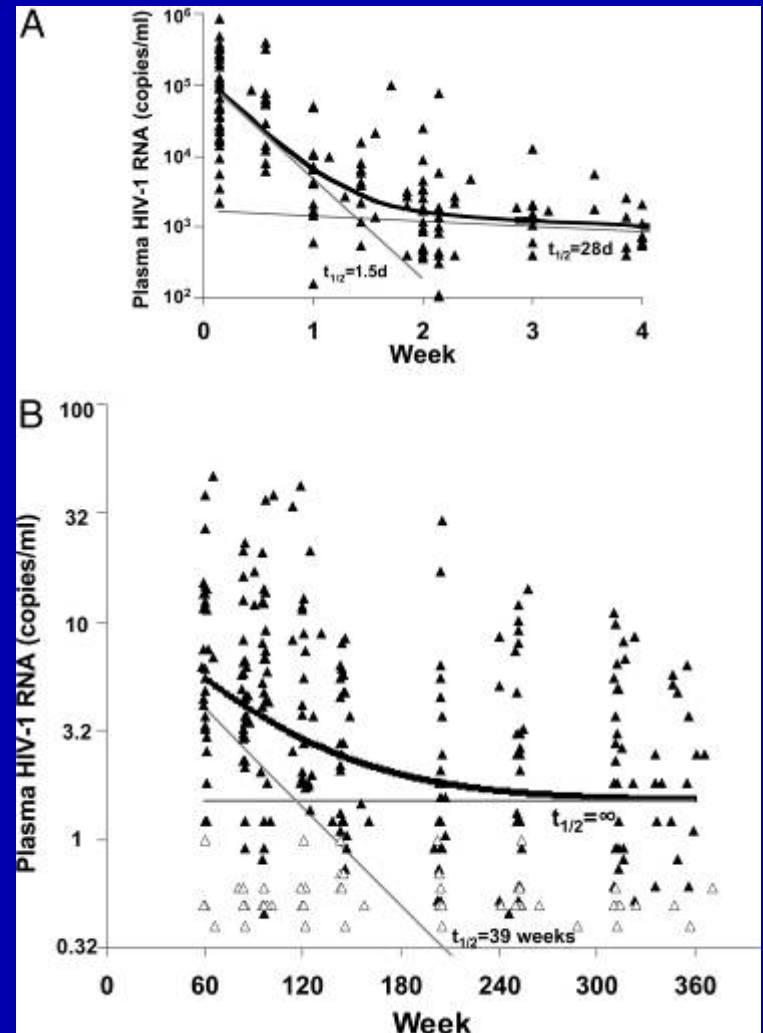 A
Plasma HIV-1 RNA (copies/ml)
10⁶
10⁵
10⁴
10³
10²
t1/2=1.5d
t1/2=28d
0 1 2 3 4
Week
B
Plasma HIV-1 RNA (copies/ml)
100
32
10
3.2
1
0.32
t1/2=∞
t1/2=39 weeks
0 60 120 180 240 300 360
Week